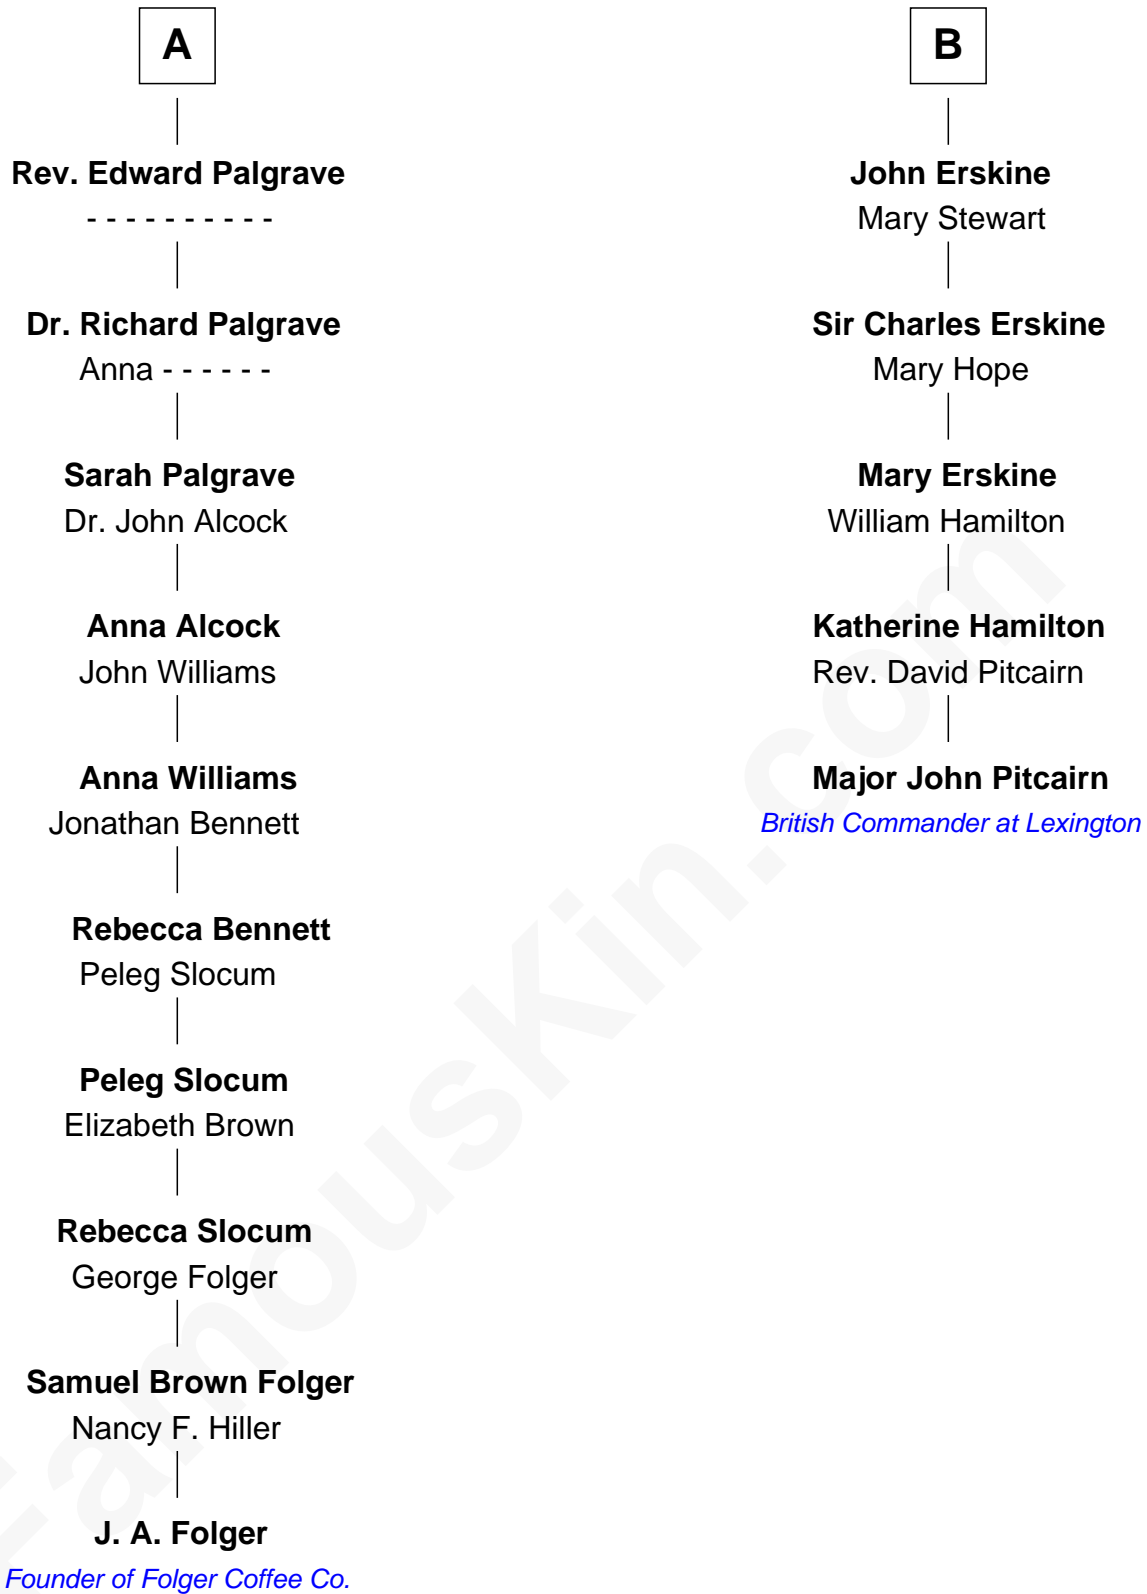 A
Rev. Edward Palgrave
- - - - - - - - - -
Dr. Richard Palgrave
Anna - - - - - -
Sarah Palgrave
Dr. John Alcock
Anna Alcock
John Williams
Anna Williams
Jonathan Bennett
Rebecca Bennett
Peleg Slocum
Peleg Slocum
Elizabeth Brown
Rebecca Slocum
George Folger
Samuel Brown Folger
Nancy F. Hiller
J. A. Folger
Founder of Folger Coffee Co.
B
John Erskine
Mary Stewart
Sir Charles Erskine
Mary Hope
Mary Erskine
William Hamilton
Katherine Hamilton
Rev. David Pitcairn
Major John Pitcairn
British Commander at Lexington
FamousKin.com